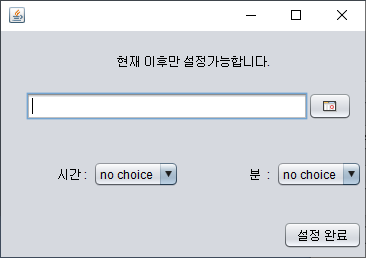 현재 이후만 설정가능합니다.
시간 : no choice 분 : no choice
설정 완료